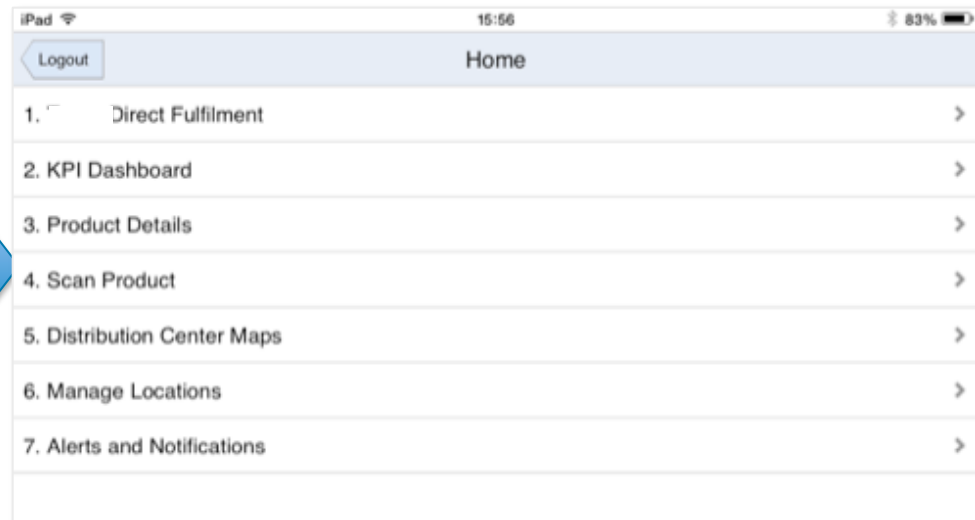 iPad 15:56 83%
Logout Home
1. Direct Fulfilment
2. KPI Dashboard
3. Product Details
4. Scan Product
5. Distribution Center Maps
6. Manage Locations
7. Alerts and Notifications